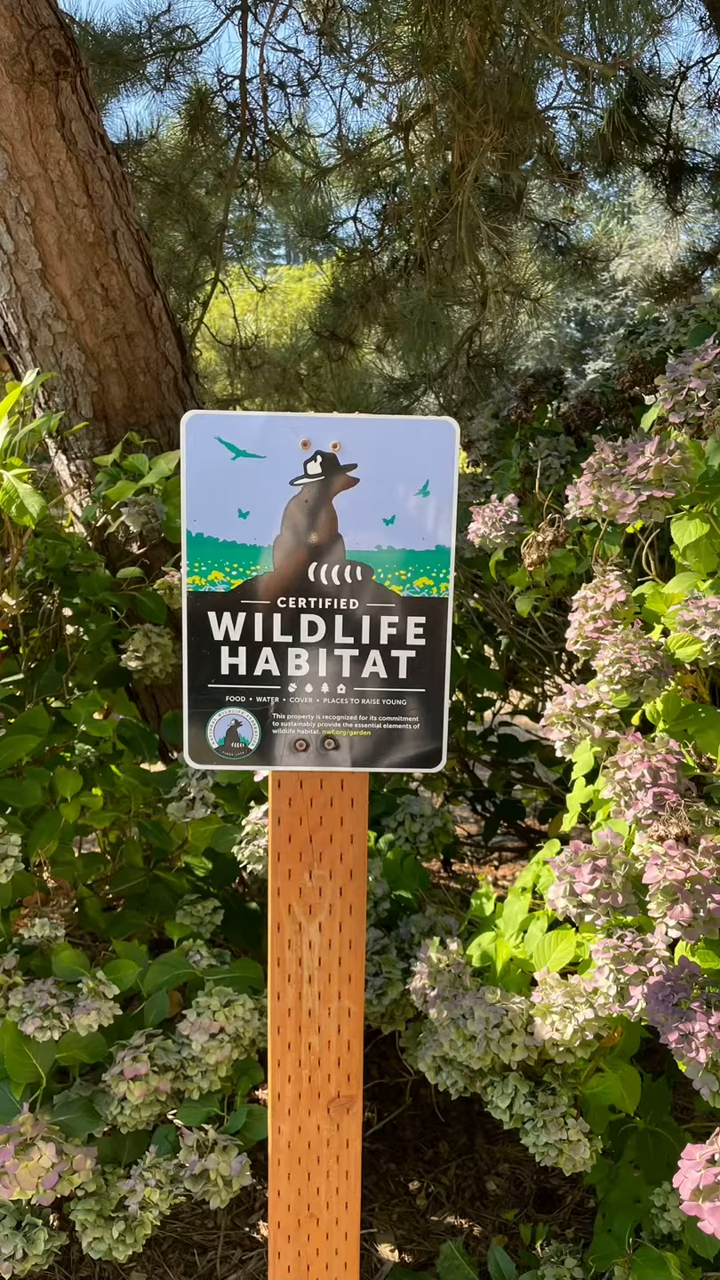 CERTIFIED
WILDLIFE
HABITAT
FOOD • WATER • COVER • PLACES TO RAISE YOUNG
This property is recognized for its commitment
to sustainably provide the essential elements of
wildlife habitat. nwf.org/garden